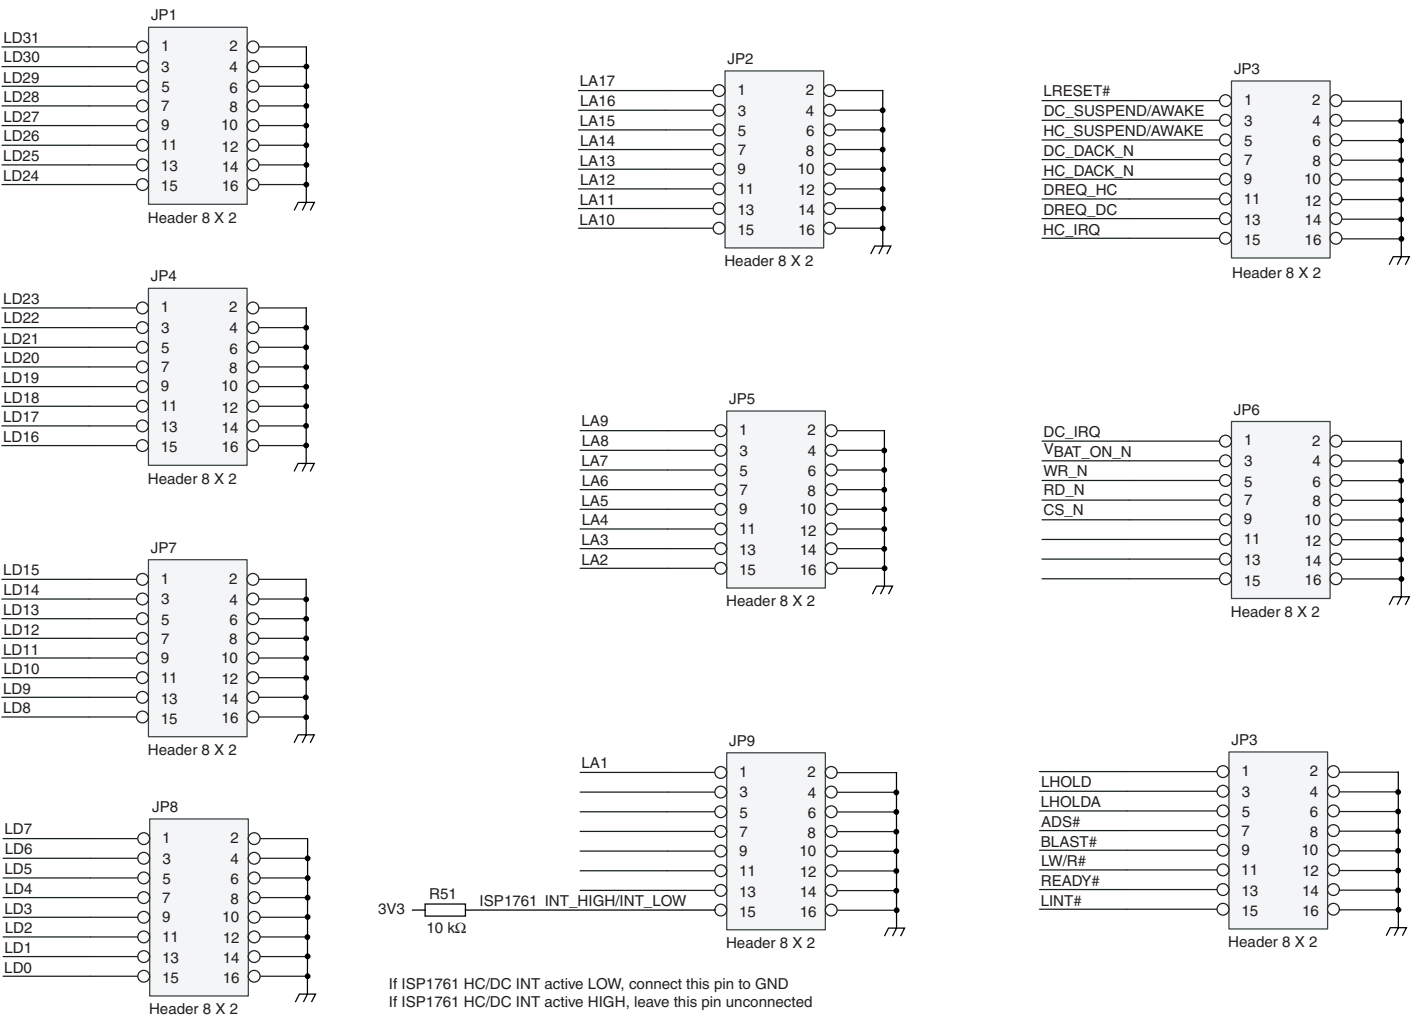 JP1
LD31 1 2
LD30 3 4
LD29 5 6
LD28 7 8
LD27 9 10
LD26 11 12
LD25 13 14
LD24 15 16
Header 8 X 2
JP2
LA17 1 2
LA16 3 4
LA15 5 6
LA14 7 8
LA13 9 10
LA12 11 12
LA11 13 14
LA10 15 16
Header 8 X 2
JP3
LRESET# 1 2
DC_SUSPEND/AWAKE 3 4
HC_SUSPEND/AWAKE 5 6
DC_DACK_N 7 8
HC_DACK_N 9 10
DREQ_HC 11 12
DREQ_DC 13 14
HC_IRQ 15 16
Header 8 X 2
JP4
LD23 1 2
LD22 3 4
LD21 5 6
LD20 7 8
LD19 9 10
LD18 11 12
LD17 13 14
LD16 15 16
Header 8 X 2
JP5
LA9 1 2
LA8 3 4
LA7 5 6
LA6 7 8
LA5 9 10
LA4 11 12
LA3 13 14
LA2 15 16
Header 8 X 2
JP6
DC_IRQ 1 2
VBAT_ON_N 3 4
WR_N 5 6
RD_N 7 8
CS_N 9 10
11 12
13 14
15 16
Header 8 X 2
JP7
LD15 1 2
LD14 3 4
LD13 5 6
LD12 7 8
LD11 9 10
LD10 11 12
LD9 13 14
LD8 15 16
Header 8 X 2
JP9
LA1 1 2
3 4
5 6
7 8
9 10
11 12
13 14
3V3 R51 10 kΩ ISP1761 INT_HIGH/INT_LOW 15 16
Header 8 X 2
JP3
1 2
LHOLD 3 4
LHOLDA 5 6
ADS# 7 8
BLAST# 9 10
LW/R# 11 12
READY# 13 14
LINT# 15 16
Header 8 X 2
JP8
LD7 1 2
LD6 3 4
LD5 5 6
LD4 7 8
LD3 9 10
LD2 11 12
LD1 13 14
LD0 15 16
Header 8 X 2
If ISP1761 HC/DC INT active LOW, connect this pin to GND
If ISP1761 HC/DC INT active HIGH, leave this pin unconnected